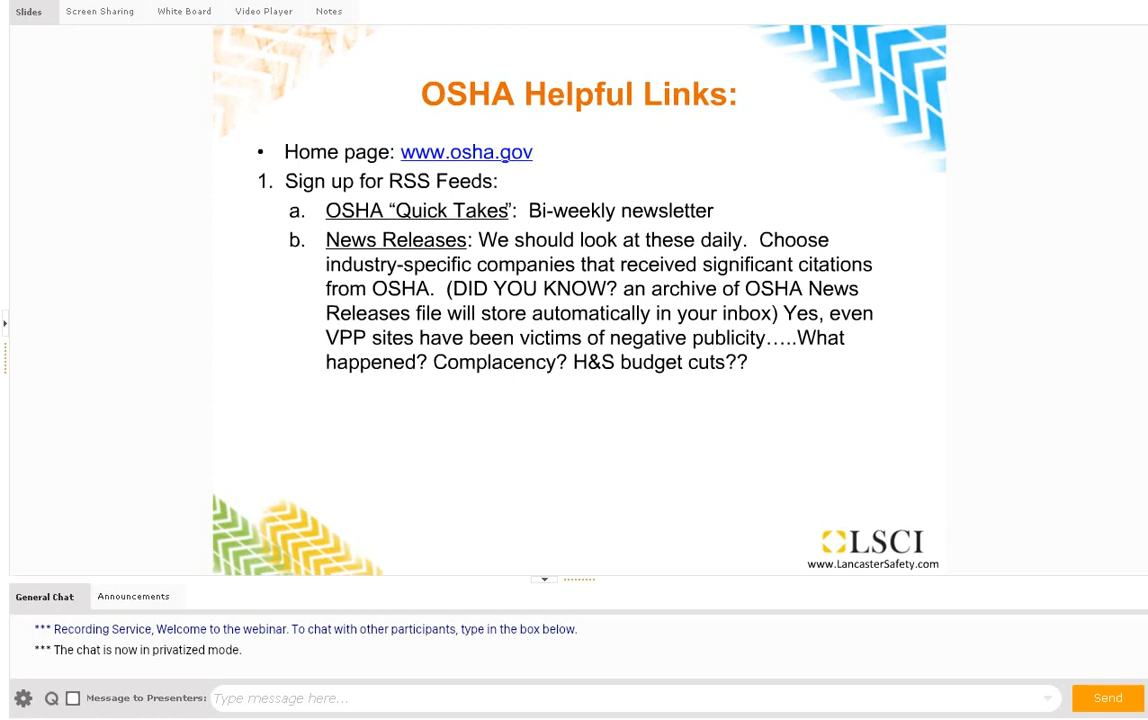 Slides Screen Sharing White Board Video Player Notes
OSHA Helpful Links:
• Home page: www.osha.gov
1. Sign up for RSS Feeds:
a. OSHA “Quick Takes”: Bi-weekly newsletter
b. News Releases: We should look at these daily. Choose
industry-specific companies that received significant citations
from OSHA. (DID YOU KNOW? an archive of OSHA News
Releases file will store automatically in your inbox) Yes, even
VPP sites have been victims of negative publicity…..What
happened? Complacency? H&S budget cuts??
LSCI
www.LancasterSafety.com
General Chat Announcements
*** Recording Service, Welcome to the webinar. To chat with other participants, type in the box below.
*** The chat is now in privatized mode.
Q Message to Presenters: Type message here... Send